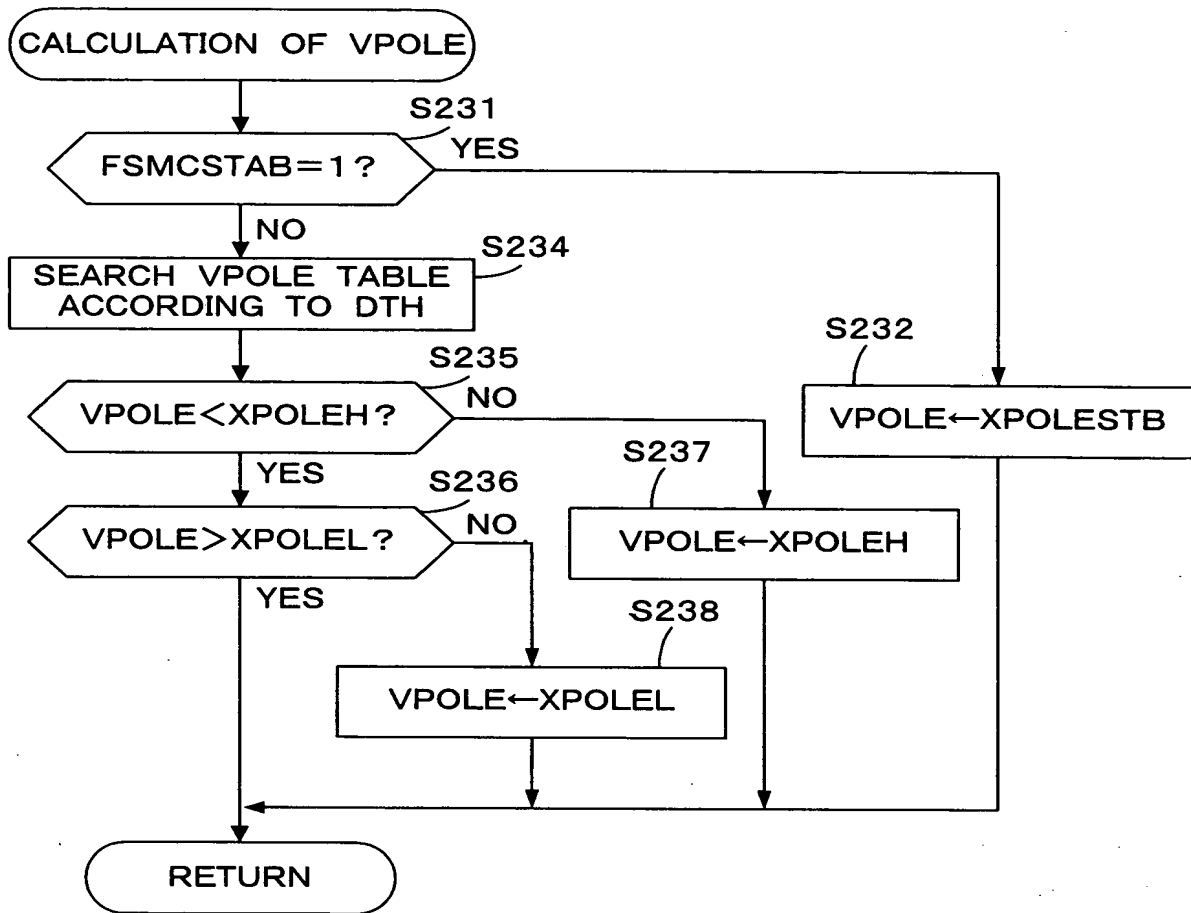 CALCULATION OF VPOLE
S231
FSMCSTAB=1?
YES
NO
S234
SEARCH VPOLE TABLE
ACCORDING TO DTH
S232
VPOLE←XPOLESTB
S235
VPOLE<XPOLEH?
NO
YES
S237
VPOLE←XPOLEH
S236
VPOLE>XPOLEL?
NO
YES
S238
VPOLE←XPOLEL
RETURN